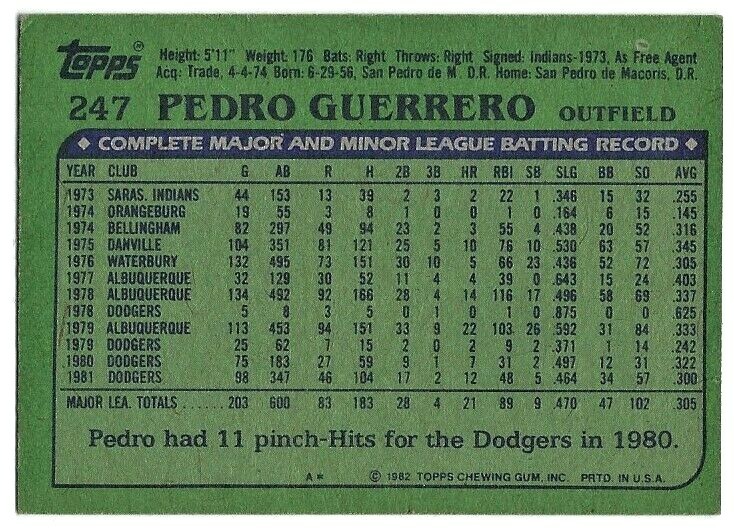 Topps® Height: 5'11" Weight: 176 Bats: Right Throws: Right Signed: Indians-1973, As Free Agent
Acq: Trade, 4-4-74 Born: 6-29-56, San Pedro de M. D.R. Home: San Pedro de Macoris, D.R.
247 PEDRO GUERRERO OUTFIELD
◆ COMPLETE MAJOR AND MINOR LEAGUE BATTING RECORD ◆
YEAR CLUB G AB R H 2B 3B HR RBI SB SLG BB SO AVG
1973 SARAS. INDIANS 44 153 13 39 2 3 2 22 1 .346 15 32 .255
1974 ORANGEBURG 19 55 3 8 1 0 0 1 0 .164 6 15 .145
1974 BELLINGHAM 82 297 49 94 23 2 3 55 4 .438 20 52 .316
1975 DANVILLE 104 351 81 121 25 5 10 76 10 .530 63 57 .345
1976 WATERBURY 132 495 73 151 30 10 5 66 23 .436 52 72 .305
1977 ALBUQUERQUE 32 129 30 52 11 4 4 39 0 .643 15 24 .403
1978 ALBUQUERQUE 134 492 92 166 28 4 14 116 17 .496 58 69 .337
1978 DODGERS 5 8 3 5 0 1 0 1 0 .875 0 0 .625
1979 ALBUQUERQUE 113 453 94 151 33 9 22 103 26 .592 31 84 .333
1979 DODGERS 25 62 7 15 2 0 2 9 2 .371 1 14 .242
1980 DODGERS 75 183 27 59 9 1 7 31 2 .497 12 31 .322
1981 DODGERS 98 347 46 104 17 2 12 48 5 .464 34 57 .300
MAJOR LEA. TOTALS ...... 203 600 83 183 28 4 21 89 9 .470 47 102 .305
Pedro had 11 pinch-Hits for the Dodgers in 1980.
A* © 1982 TOPPS CHEWING GUM, INC. PRTD. IN U.S.A.